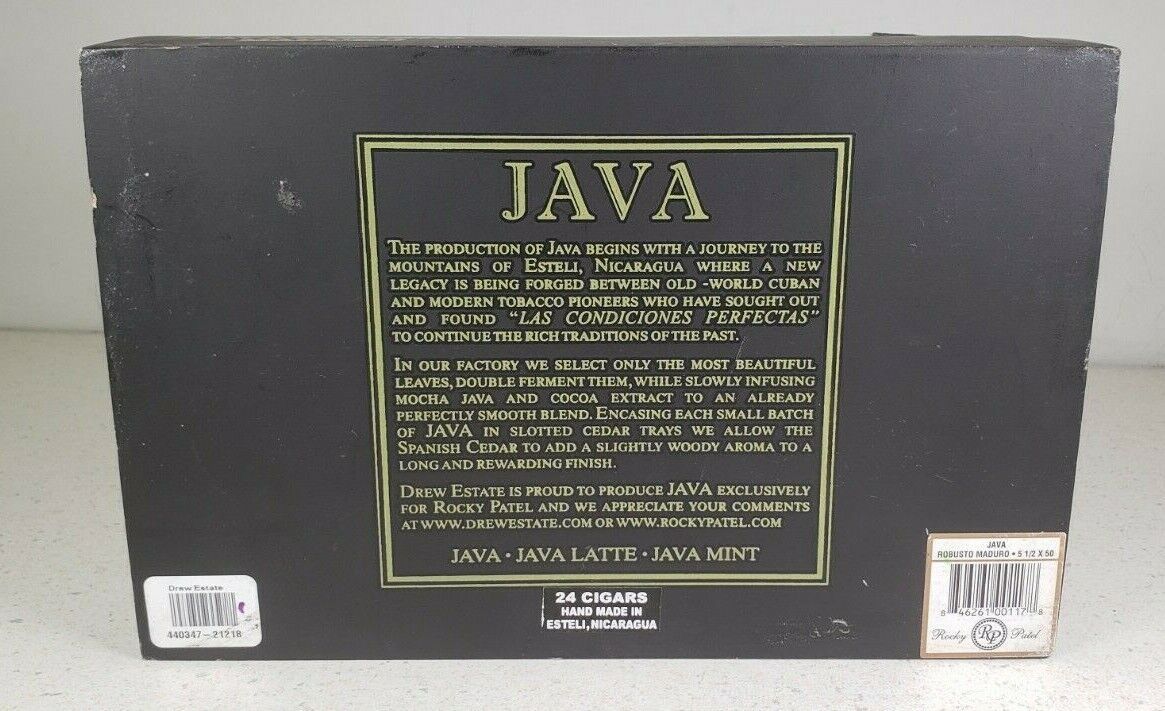 JAVA
THE PRODUCTION OF JAVA BEGINS WITH A JOURNEY TO THE
MOUNTAINS OF ESTELI, NICARAGUA WHERE A NEW
LEGACY IS BEING FORGED BETWEEN OLD -WORLD CUBAN
AND MODERN TOBACCO PIONEERS WHO HAVE SOUGHT OUT
AND FOUND "LAS CONDICIONES PERFECTAS"
TO CONTINUE THE RICH TRADITIONS OF THE PAST.
IN OUR FACTORY WE SELECT ONLY THE MOST BEAUTIFUL
LEAVES, DOUBLE FERMENT THEM, WHILE SLOWLY INFUSING
MOCHA JAVA AND COCOA EXTRACT TO AN ALREADY
PERFECTLY SMOOTH BLEND. ENCASING EACH SMALL BATCH
OF JAVA IN SLOTTED CEDAR TRAYS WE ALLOW THE
SPANISH CEDAR TO ADD A SLIGHTLY WOODY AROMA TO A
LONG AND REWARDING FINISH.
DREW ESTATE IS PROUD TO PRODUCE JAVA EXCLUSIVELY
FOR ROCKY PATEL AND WE APPRECIATE YOUR COMMENTS
AT WWW.DREWESTATE.COM OR WWW.ROCKYPATEL.COM
JAVA · JAVA LATTE · JAVA MINT
24 CIGARS
HAND MADE IN
ESTELI, NICARAGUA
Drew Estate
440347-21218
JAVA
ROBUSTO MADURO • 5 1/2 X 50
8 46261 00117 8
Rocky RP Patel